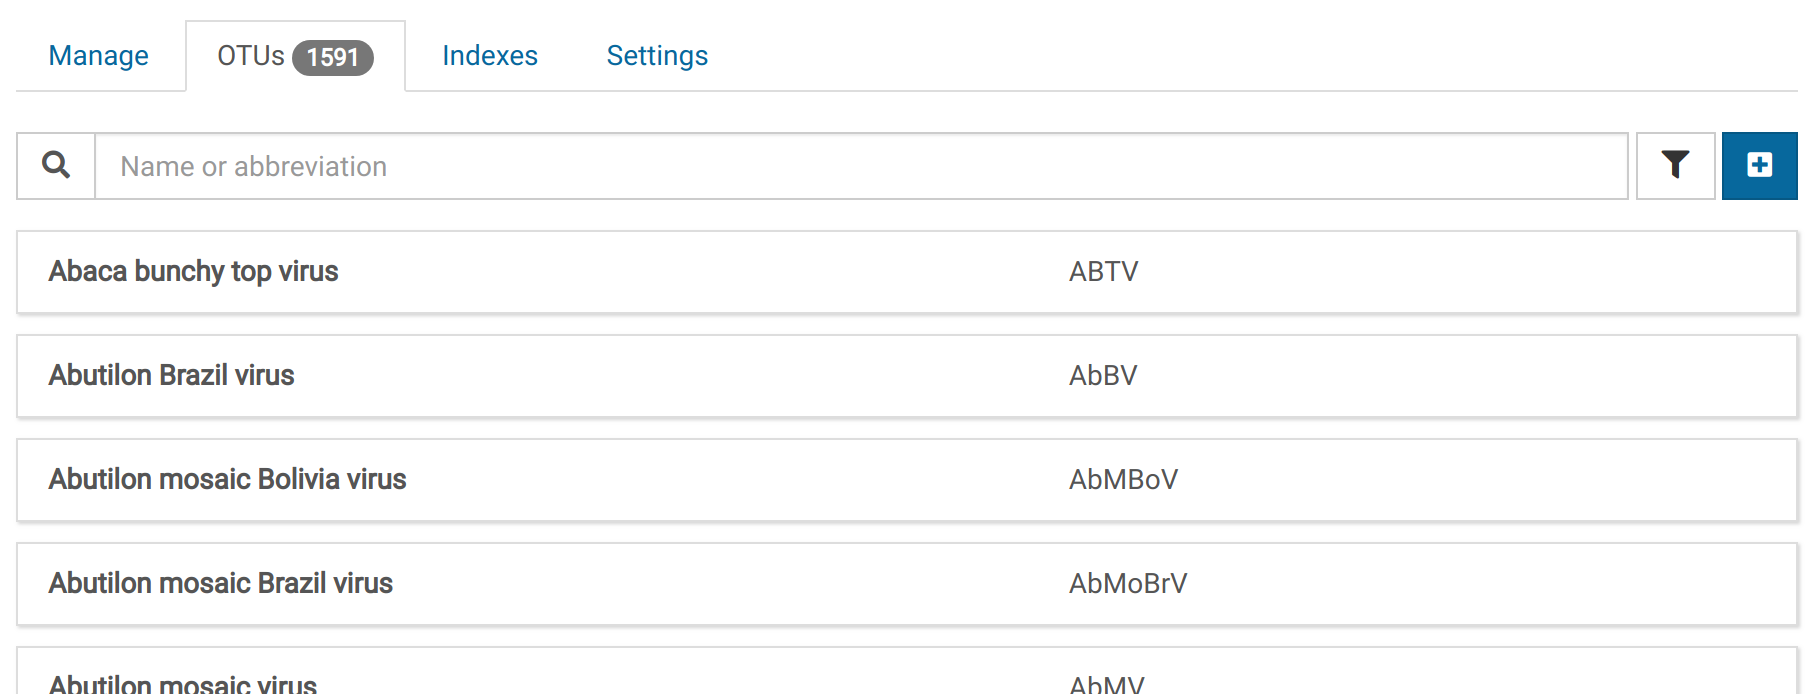 Manage OTUs 1591 Indexes Settings
Name or abbreviation
Abaca bunchy top virus ABTV
Abutilon Brazil virus AbBV
Abutilon mosaic Bolivia virus AbMBoV
Abutilon mosaic Brazil virus AbMoBrV
Abutilon mosaic virus AbMV